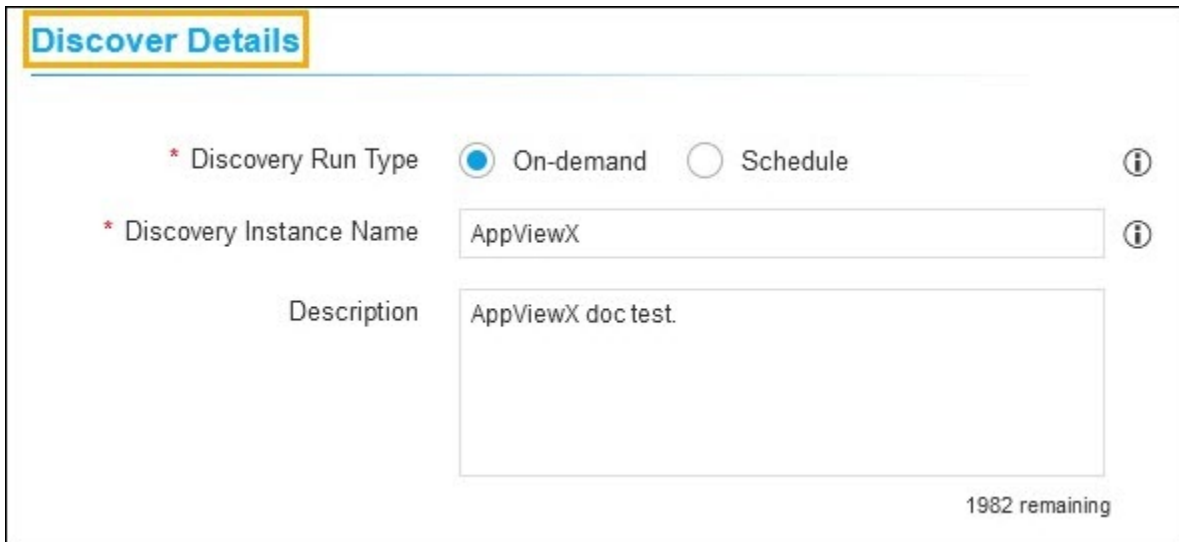 Discover Details
* Discovery Run Type On-demand Schedule
* Discovery Instance Name AppViewX
Description AppViewX doc test.
1982 remaining